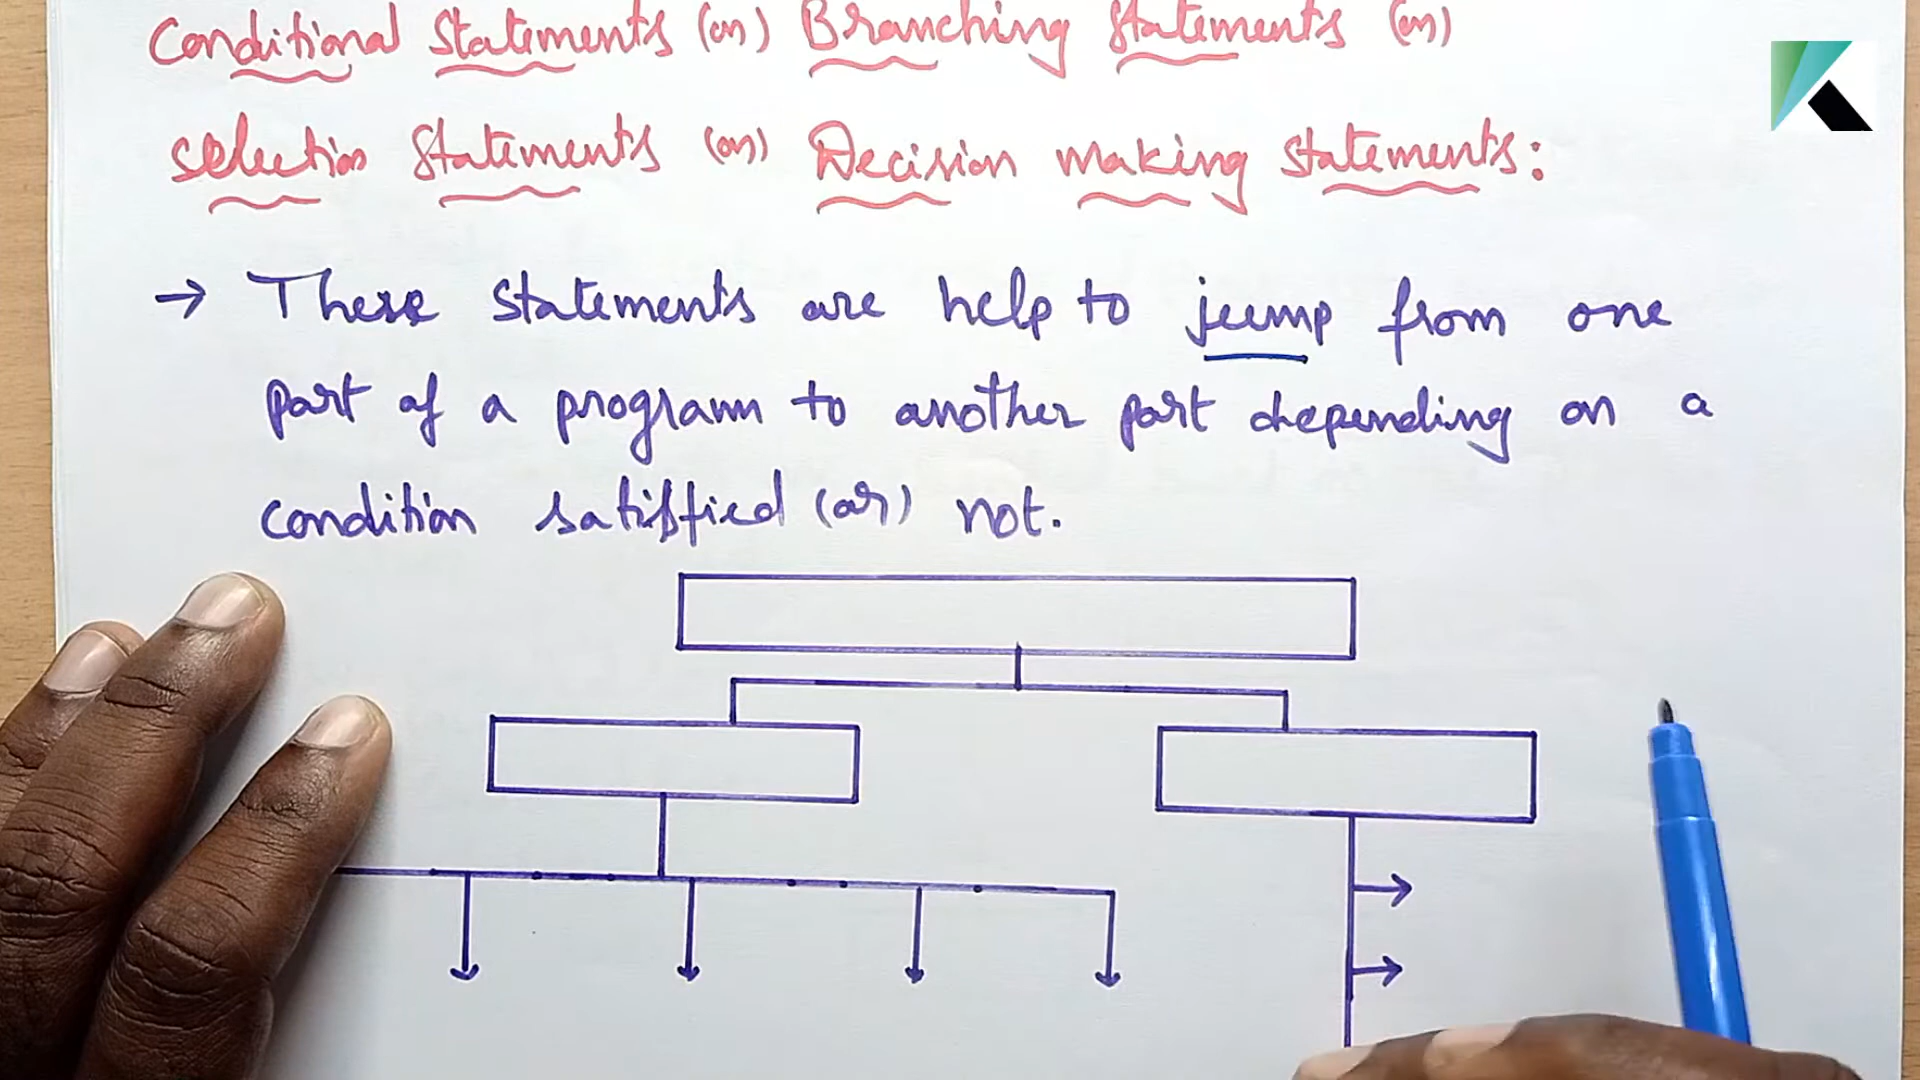 Conditional Statements (or) Branching Statements (or)
selection Statements (or) Decision making Statements:
→ These statements are help to jump from one
part of a program to another part depending on a
condition satisfied (or) not.